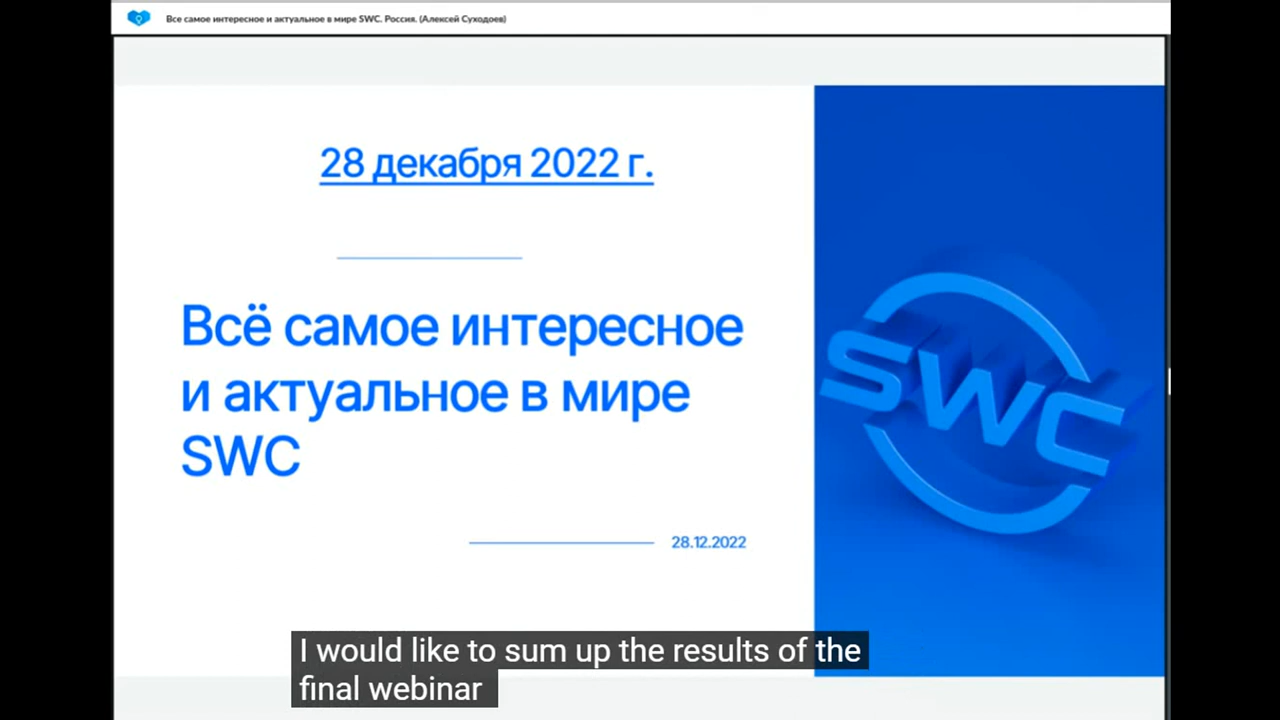 Все самое интересное и актуальное в мире SWC. Россия. (Алексей Суходоев)
28 декабря 2022 г.
Всё самое интересное
и актуальное в мире
SWC
28.12.2022
SWC
I would like to sum up the results of the
final webinar